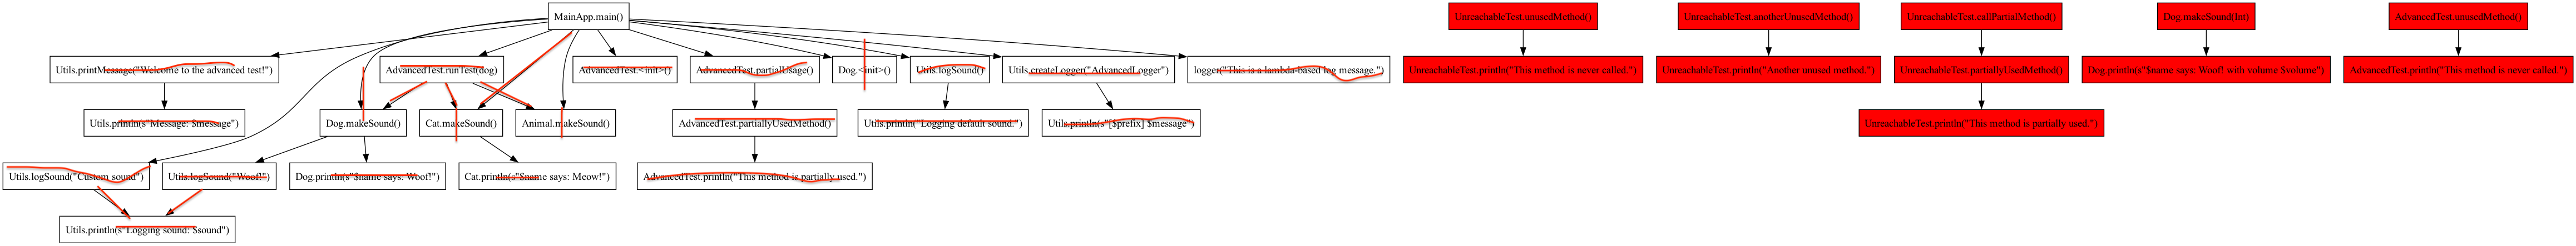 MainApp.main()
UnreachableTest.unusedMethod()
UnreachableTest.anotherUnusedMethod()
UnreachableTest.callPartialMethod()
Dog.makeSound(Int)
AdvancedTest.unusedMethod()
Utils.printMessage("Welcome to the advanced test!")
AdvancedTest.runTest(dog)
AdvancedTest.<init>()
AdvancedTest.partialUsage()
Dog.<init>()
Utils.logSound()
Utils.createLogger("AdvancedLogger")
logger("This is a lambda-based log message.")
UnreachableTest.println("This method is never called.")
UnreachableTest.println("Another unused method.")
UnreachableTest.partiallyUsedMethod()
Dog.println(s"$name says: Woof! with volume $volume")
AdvancedTest.println("This method is never called.")
Utils.println(s"Message: $message")
Dog.makeSound()
Cat.makeSound()
Animal.makeSound()
AdvancedTest.partiallyUsedMethod()
Utils.println("Logging default sound.")
Utils.println(s"[$prefix] $message")
UnreachableTest.println("This method is partially used.")
Utils.logSound("Custom sound")
Utils.logSound("Woof!")
Dog.println(s"$name says: Woof!")
Cat.println(s"$name says: Meow!")
AdvancedTest.println("This method is partially used.")
Utils.println(s"Logging sound: $sound")